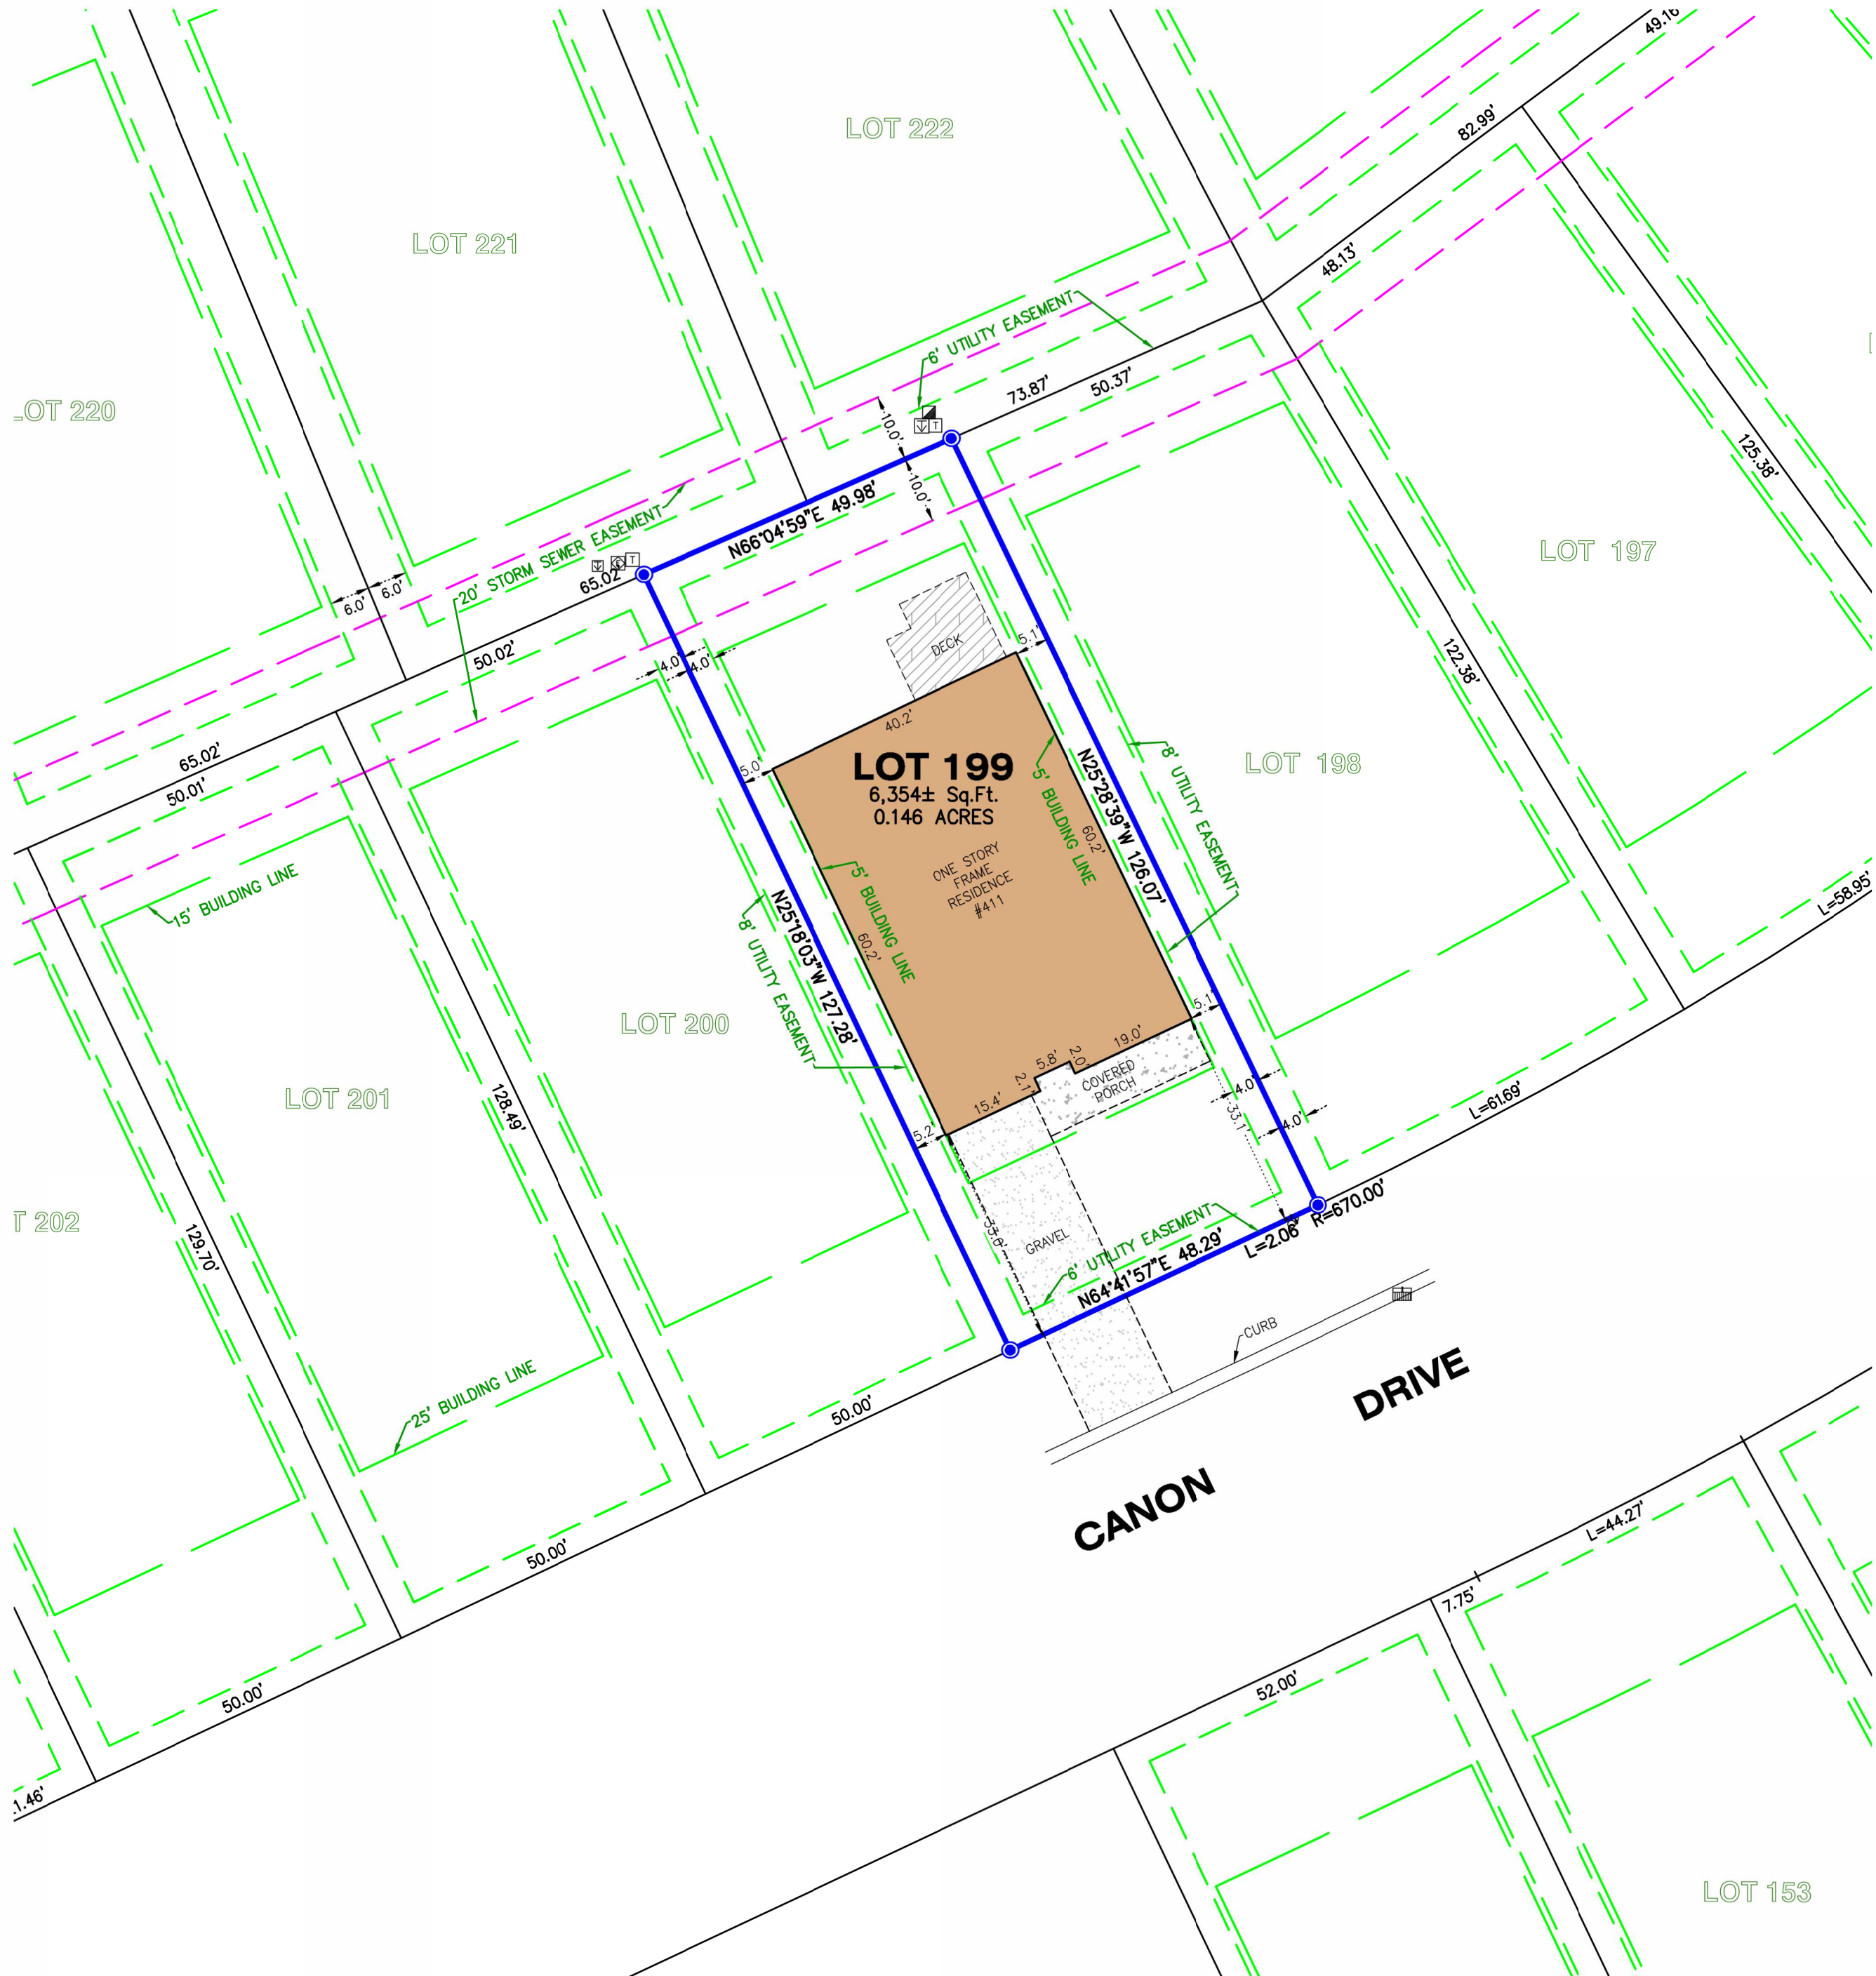 49.16'
82.99'
LOT 222
LOT 221
48.13'
6' UTILITY EASEMENT
73.87'
50.37'
LOT 220
10.0'
T
125.38'
10.0'
N66°04'59"E 49.98'
LOT 197
20' STORM SEWER EASEMENT
T
65.02'
6.0'
6.0'
50.02'
4.0'
4.0'
DECK
5.1'
122.38'
40.2'
65.02'
50.01'
5.0'
LOT 199
6,354± Sq.Ft.
0.146 ACRES
5' BUILDING LINE
N25°28'39"W 126.07'
8' UTILITY EASEMENT
LOT 198
60.2'
ONE STORY
FRAME
RESIDENCE
#411
15' BUILDING LINE
5' BUILDING LINE
60.2'
N25°18'03"W 127.28'
8' UTILITY EASEMENT
L=58.95'
LOT 200
5.1'
19.0'
2.0'
5.8'
2.1'
15.4'
COVERED
PORCH
LOT 201
128.49'
5.2'
4.0'
4.0'
33.1'
L=61.69'
T 202
129.70'
GRAVEL
6' UTILITY EASEMENT
N64°41'57"E 48.29'
L=2.06'
R=670.00'
CURB
25' BUILDING LINE
50.00'
DRIVE
CANON
50.00'
L=44.27'
7.75'
50.00'
52.00'
1.46'
LOT 153